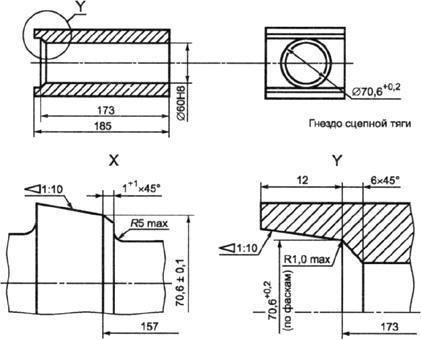 Y
173
185
Ø60H8
Ø70,6+0,2
Гнездо сцепной тяги
X
1:10
1+1×45°
R5 max
70,6 ± 0,1
157
Y
12
6×45°
1:10
R1,0 max
70,6+0,2
(по фаскам)
173